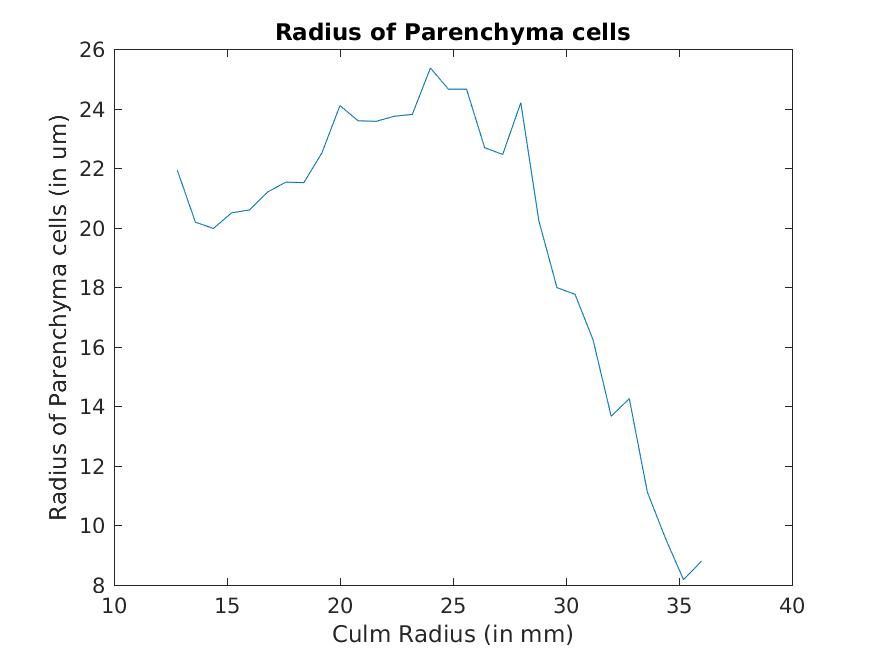 Radius of Parenchyma cells
26
24
22
20
18
16
14
12
10
8
Radius of Parenchyma cells (in um)
10 15 20 25 30 35 40
Culm Radius (in mm)